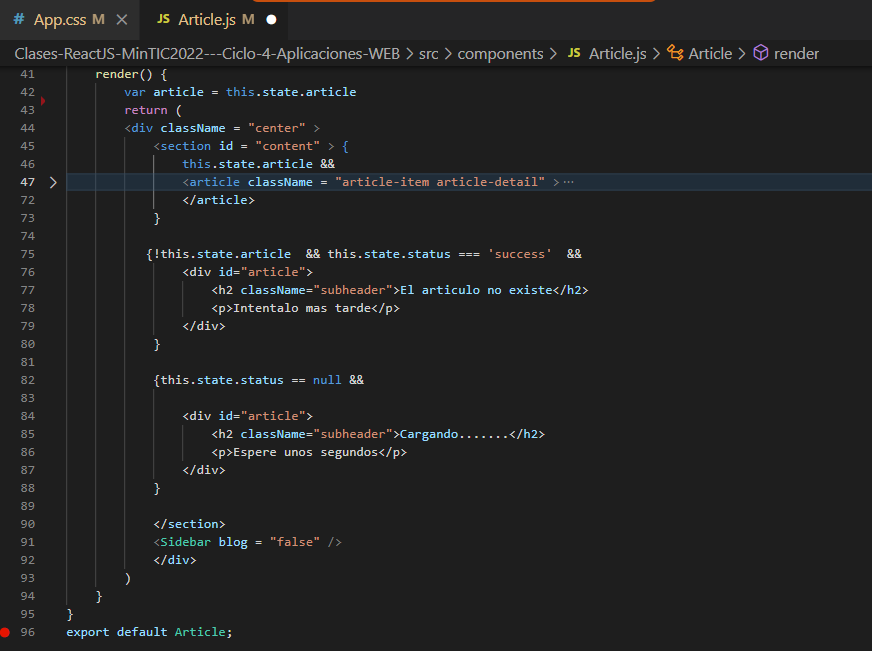 # App.css M ×
JS Article.js M ●
Clases-ReactJS-MinTIC2022---Ciclo-4-Aplicaciones-WEB > src > components > JS Article.js > Article > render
41 render() {
42 var article = this.state.article
43 return (
44 <div className = "center" >
45 <section id = "content" > {
46 this.state.article &&
47 <article className = "article-item article-detail" > ⋯
72 </article>
73 }
74
75 {!this.state.article  && this.state.status === 'success'  &&
76 <div id="article">
77 <h2 className="subheader">El articulo no existe</h2>
78 <p>Intentalo mas tarde</p>
79 </div>
80 }
81
82 {this.state.status == null &&
83
84 <div id="article">
85 <h2 className="subheader">Cargando.......</h2>
86 <p>Espere unos segundos</p>
87 </div>
88 }
89
90 </section>
91 <Sidebar blog = "false" />
92 </div>
93 )
94 }
95 }
96 export default Article;